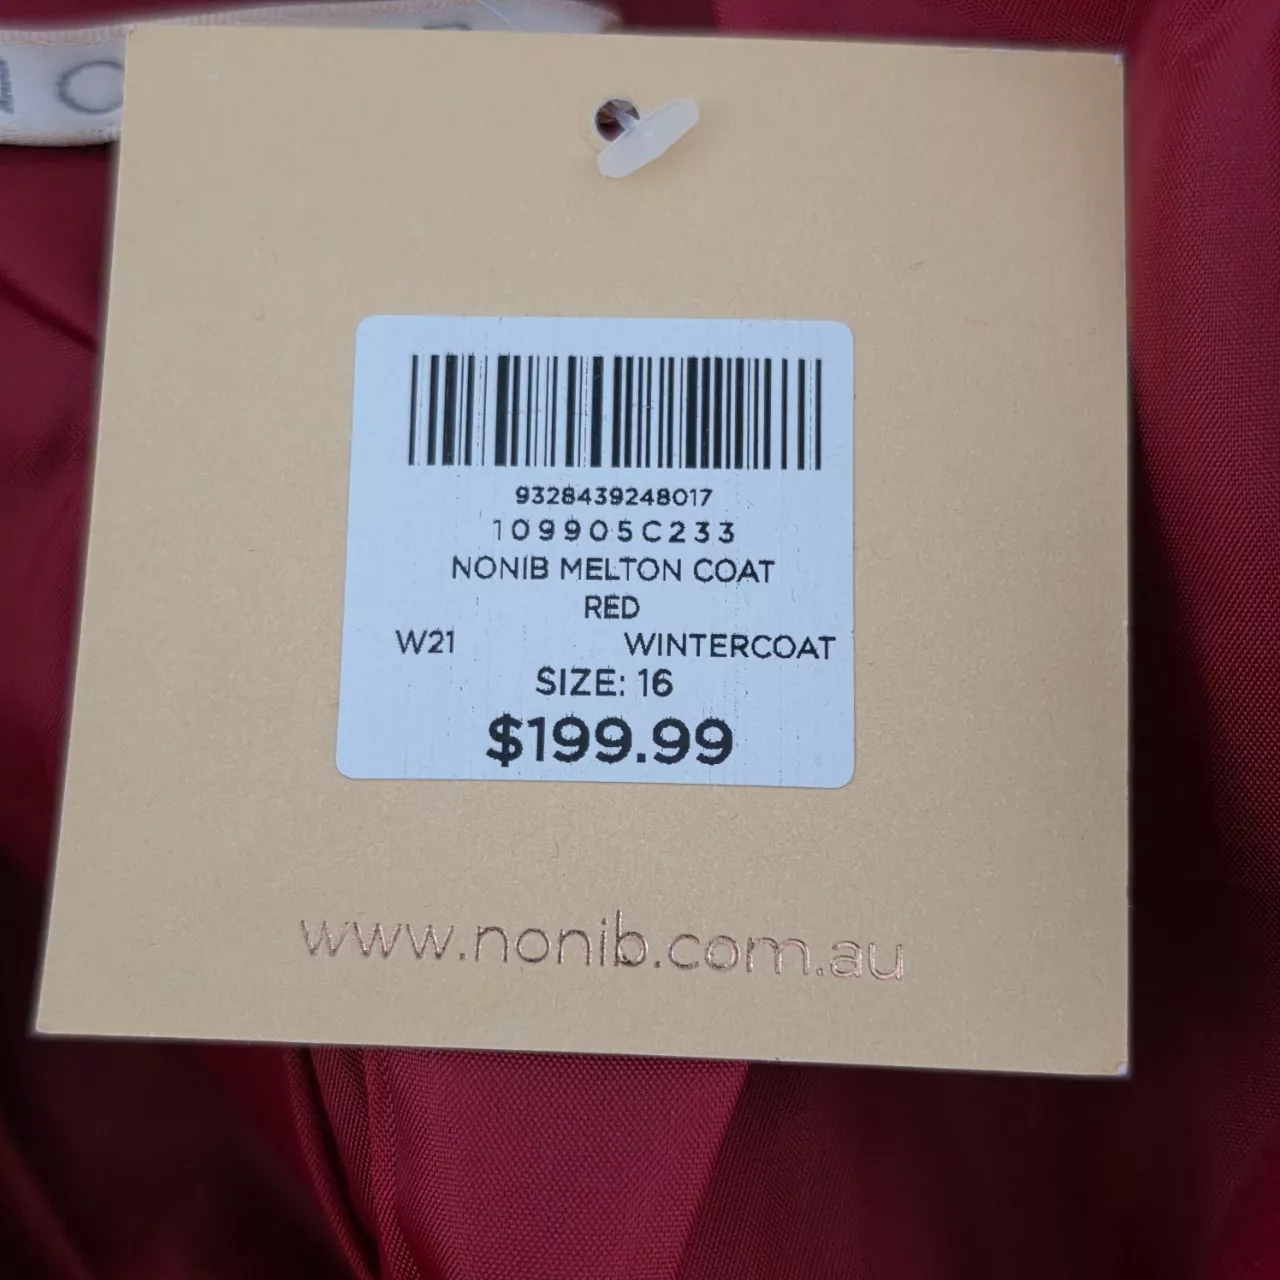 9328439248017
109905C233
NONIB MELTON COAT
RED
W21 WINTERCOAT
SIZE: 16
$199.99
www.nonib.com.au